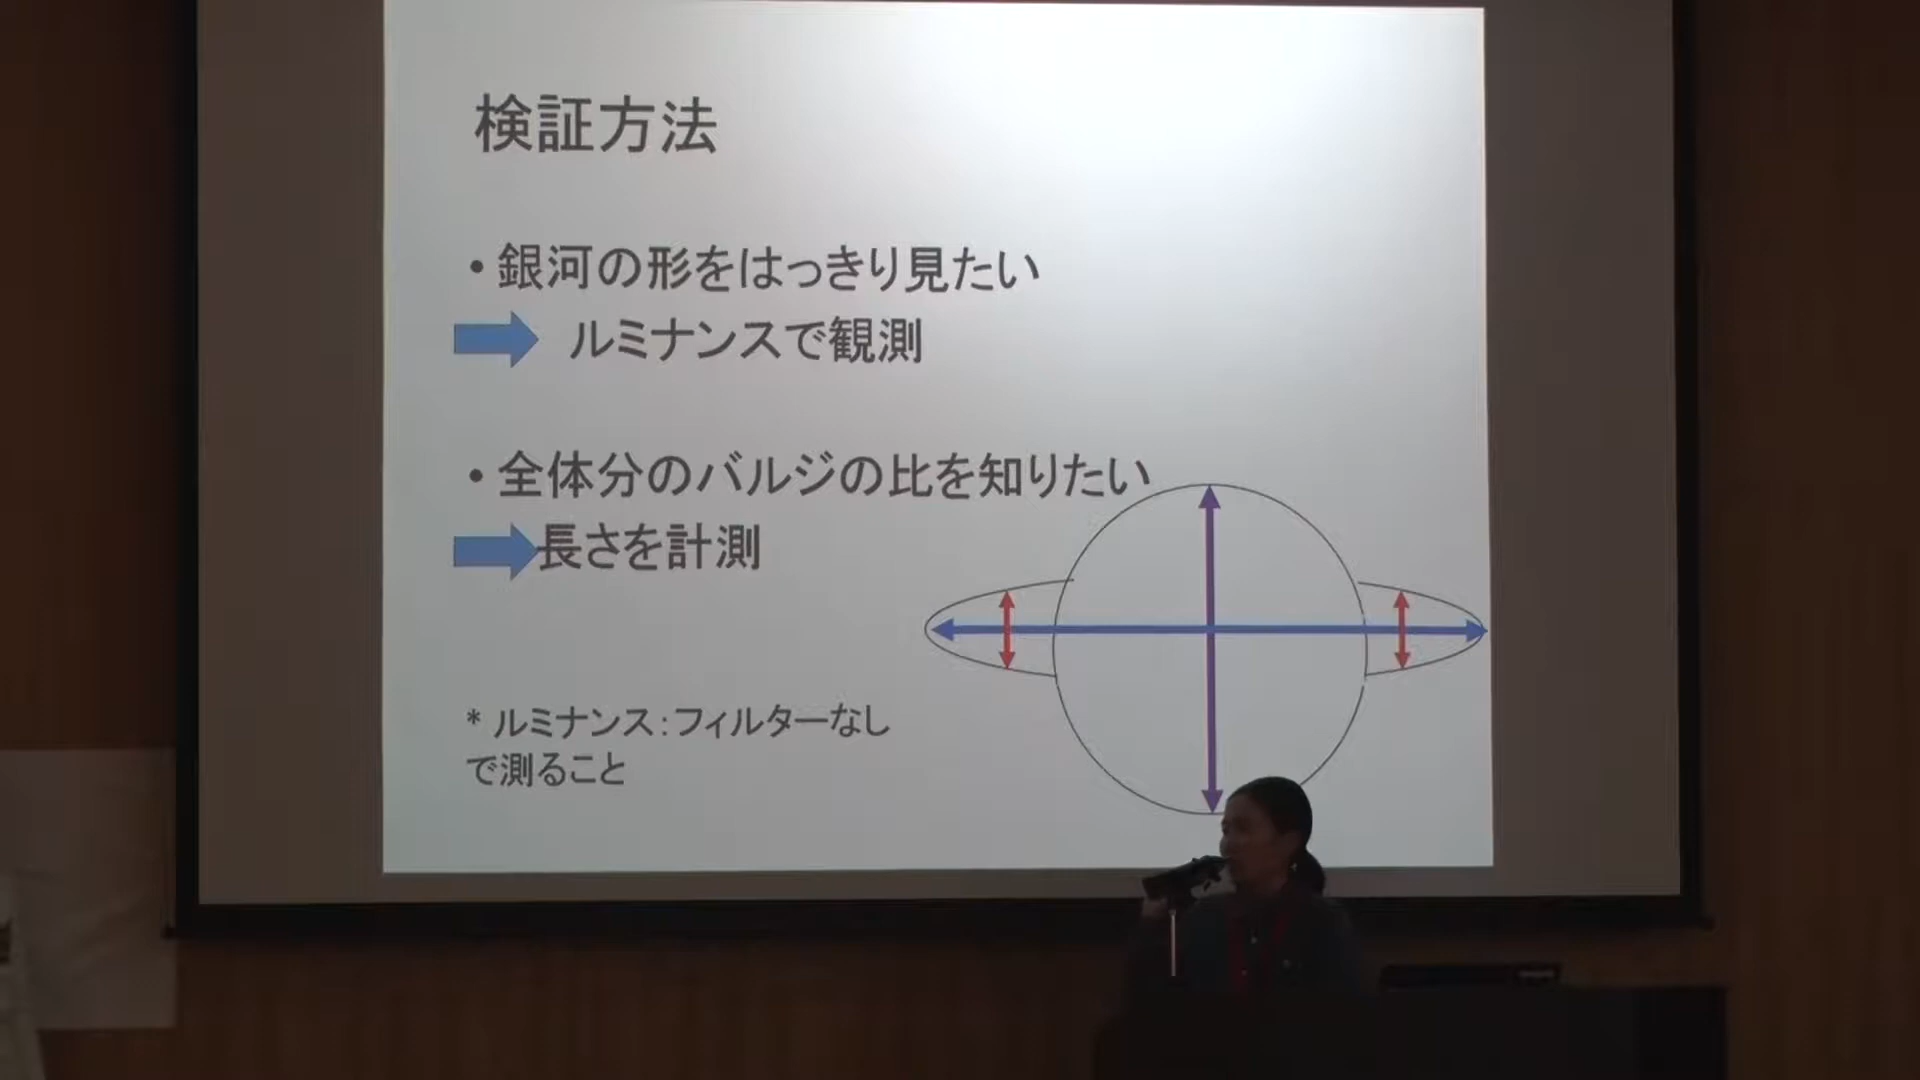 検証方法
• 銀河の形をはっきり見たい
ルミナンスで観測
• 全体分のバルジの比を知りたい
長さを計測
* ルミナンス：フィルターなし
で測ること